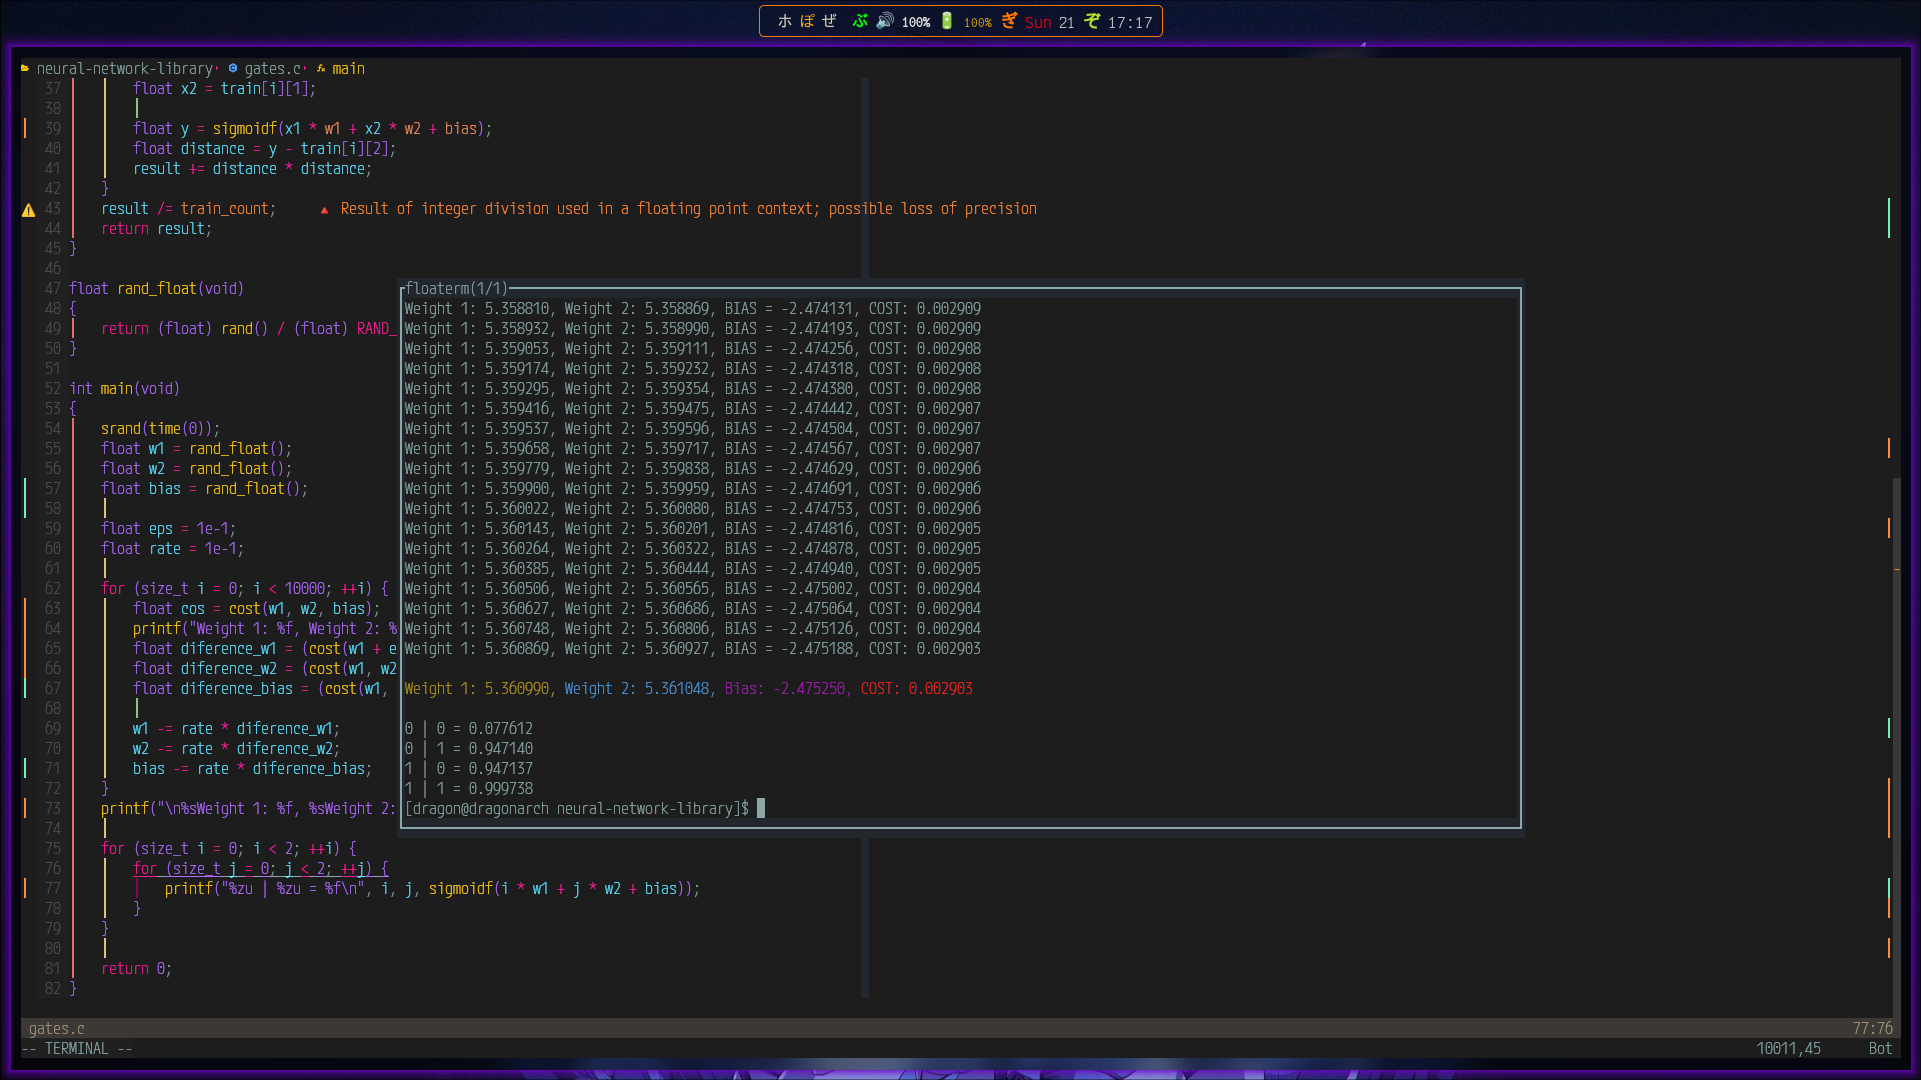 ホ ぽ ぜ ぷ 100% 100% ぎ Sun 21 ぞ 17:17
neural-network-library gates.c main
37 float x2 = train[i][1];
38
39 float y = sigmoidf(x1 * w1 + x2 * w2 + bias);
40 float distance = y - train[i][2];
41 result += distance * distance;
42 }
43 result /= train_count; Result of integer division used in a floating point context; possible loss of precision
44 return result;
45 }
46
47 float rand_float(void)
48 {
49 return (float) rand() / (float) RAND_
50 }
51
52 int main(void)
53 {
54 srand(time(0));
55 float w1 = rand_float();
56 float w2 = rand_float();
57 float bias = rand_float();
58
59 float eps = 1e-1;
60 float rate = 1e-1;
61
62 for (size_t i = 0; i < 10000; ++i) {
63 float cos = cost(w1, w2, bias);
64 printf("Weight 1: %f, Weight 2: %
65 float diference_w1 = (cost(w1 + e
66 float diference_w2 = (cost(w1, w2
67 float diference_bias = (cost(w1,
68
69 w1 -= rate * diference_w1;
70 w2 -= rate * diference_w2;
71 bias -= rate * diference_bias;
72 }
73 printf("\n%sWeight 1: %f, %sWeight 2:
74
75 for (size_t i = 0; i < 2; ++i) {
76 for (size_t j = 0; j < 2; ++j) {
77 printf("%zu | %zu = %f\n", i, j, sigmoidf(i * w1 + j * w2 + bias));
78 }
79 }
80
81 return 0;
82 }
floaterm(1/1)
Weight 1: 5.358810, Weight 2: 5.358869, BIAS = -2.474131, COST: 0.002909
Weight 1: 5.358932, Weight 2: 5.358990, BIAS = -2.474193, COST: 0.002909
Weight 1: 5.359053, Weight 2: 5.359111, BIAS = -2.474256, COST: 0.002908
Weight 1: 5.359174, Weight 2: 5.359232, BIAS = -2.474318, COST: 0.002908
Weight 1: 5.359295, Weight 2: 5.359354, BIAS = -2.474380, COST: 0.002908
Weight 1: 5.359416, Weight 2: 5.359475, BIAS = -2.474442, COST: 0.002907
Weight 1: 5.359537, Weight 2: 5.359596, BIAS = -2.474504, COST: 0.002907
Weight 1: 5.359658, Weight 2: 5.359717, BIAS = -2.474567, COST: 0.002907
Weight 1: 5.359779, Weight 2: 5.359838, BIAS = -2.474629, COST: 0.002906
Weight 1: 5.359900, Weight 2: 5.359959, BIAS = -2.474691, COST: 0.002906
Weight 1: 5.360022, Weight 2: 5.360080, BIAS = -2.474753, COST: 0.002906
Weight 1: 5.360143, Weight 2: 5.360201, BIAS = -2.474816, COST: 0.002905
Weight 1: 5.360264, Weight 2: 5.360322, BIAS = -2.474878, COST: 0.002905
Weight 1: 5.360385, Weight 2: 5.360444, BIAS = -2.474940, COST: 0.002905
Weight 1: 5.360506, Weight 2: 5.360565, BIAS = -2.475002, COST: 0.002904
Weight 1: 5.360627, Weight 2: 5.360686, BIAS = -2.475064, COST: 0.002904
Weight 1: 5.360748, Weight 2: 5.360806, BIAS = -2.475126, COST: 0.002904
Weight 1: 5.360869, Weight 2: 5.360927, BIAS = -2.475188, COST: 0.002903
Weight 1: 5.360990, Weight 2: 5.361048, Bias: -2.475250, COST: 0.002903
0 | 0 = 0.077612
0 | 1 = 0.947140
1 | 0 = 0.947137
1 | 1 = 0.999738
[dragon@dragonarch neural-network-library]$
gates.c 77:76
-- TERMINAL -- 10011,45 Bot